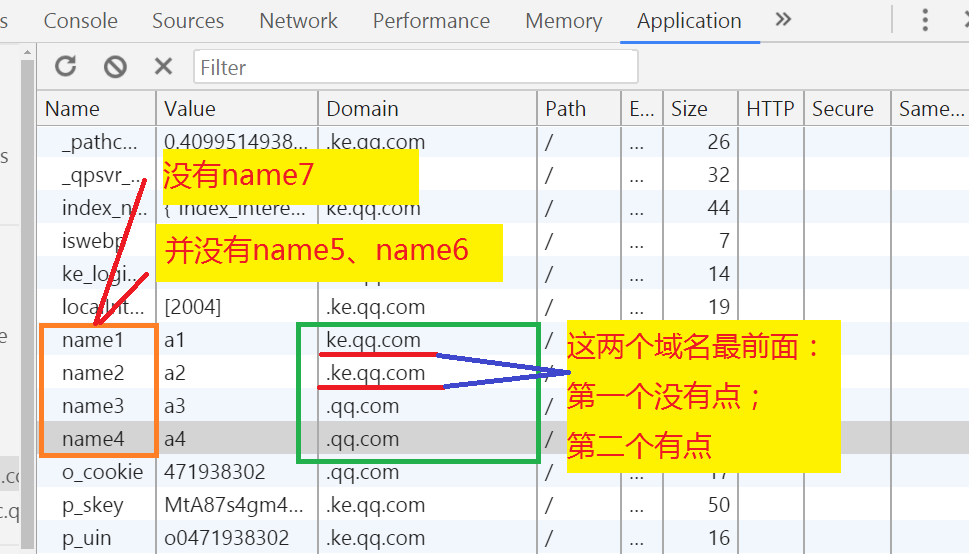 s Console Sources Network Performance Memory Application
Filter
Name Value Domain Path E... Size HTTP Secure Same...
_pathc... 0.4099514938... .ke.qq.com / ... 26
_qpsvr_... / ... 32
没有name7
index_n... ke.qq.com / ... 44
iswebp / ... 7
并没有name5、name6
ke_logi... / ... 14
[2004] .ke.qq.com / ... 19
name1 a1 ke.qq.com /
name2 a2 .ke.qq.com /
name3 a3 .qq.com /
name4 a4 .qq.com /
这两个域名最前面：
第一个没有点；
第二个有点
o_cookie 471938302 .qq.com / ... 17
p_skey MtA87s4gm4... .ke.qq.com / ... 50
p_uin o0471938302 .ke.qq.com / ... 16